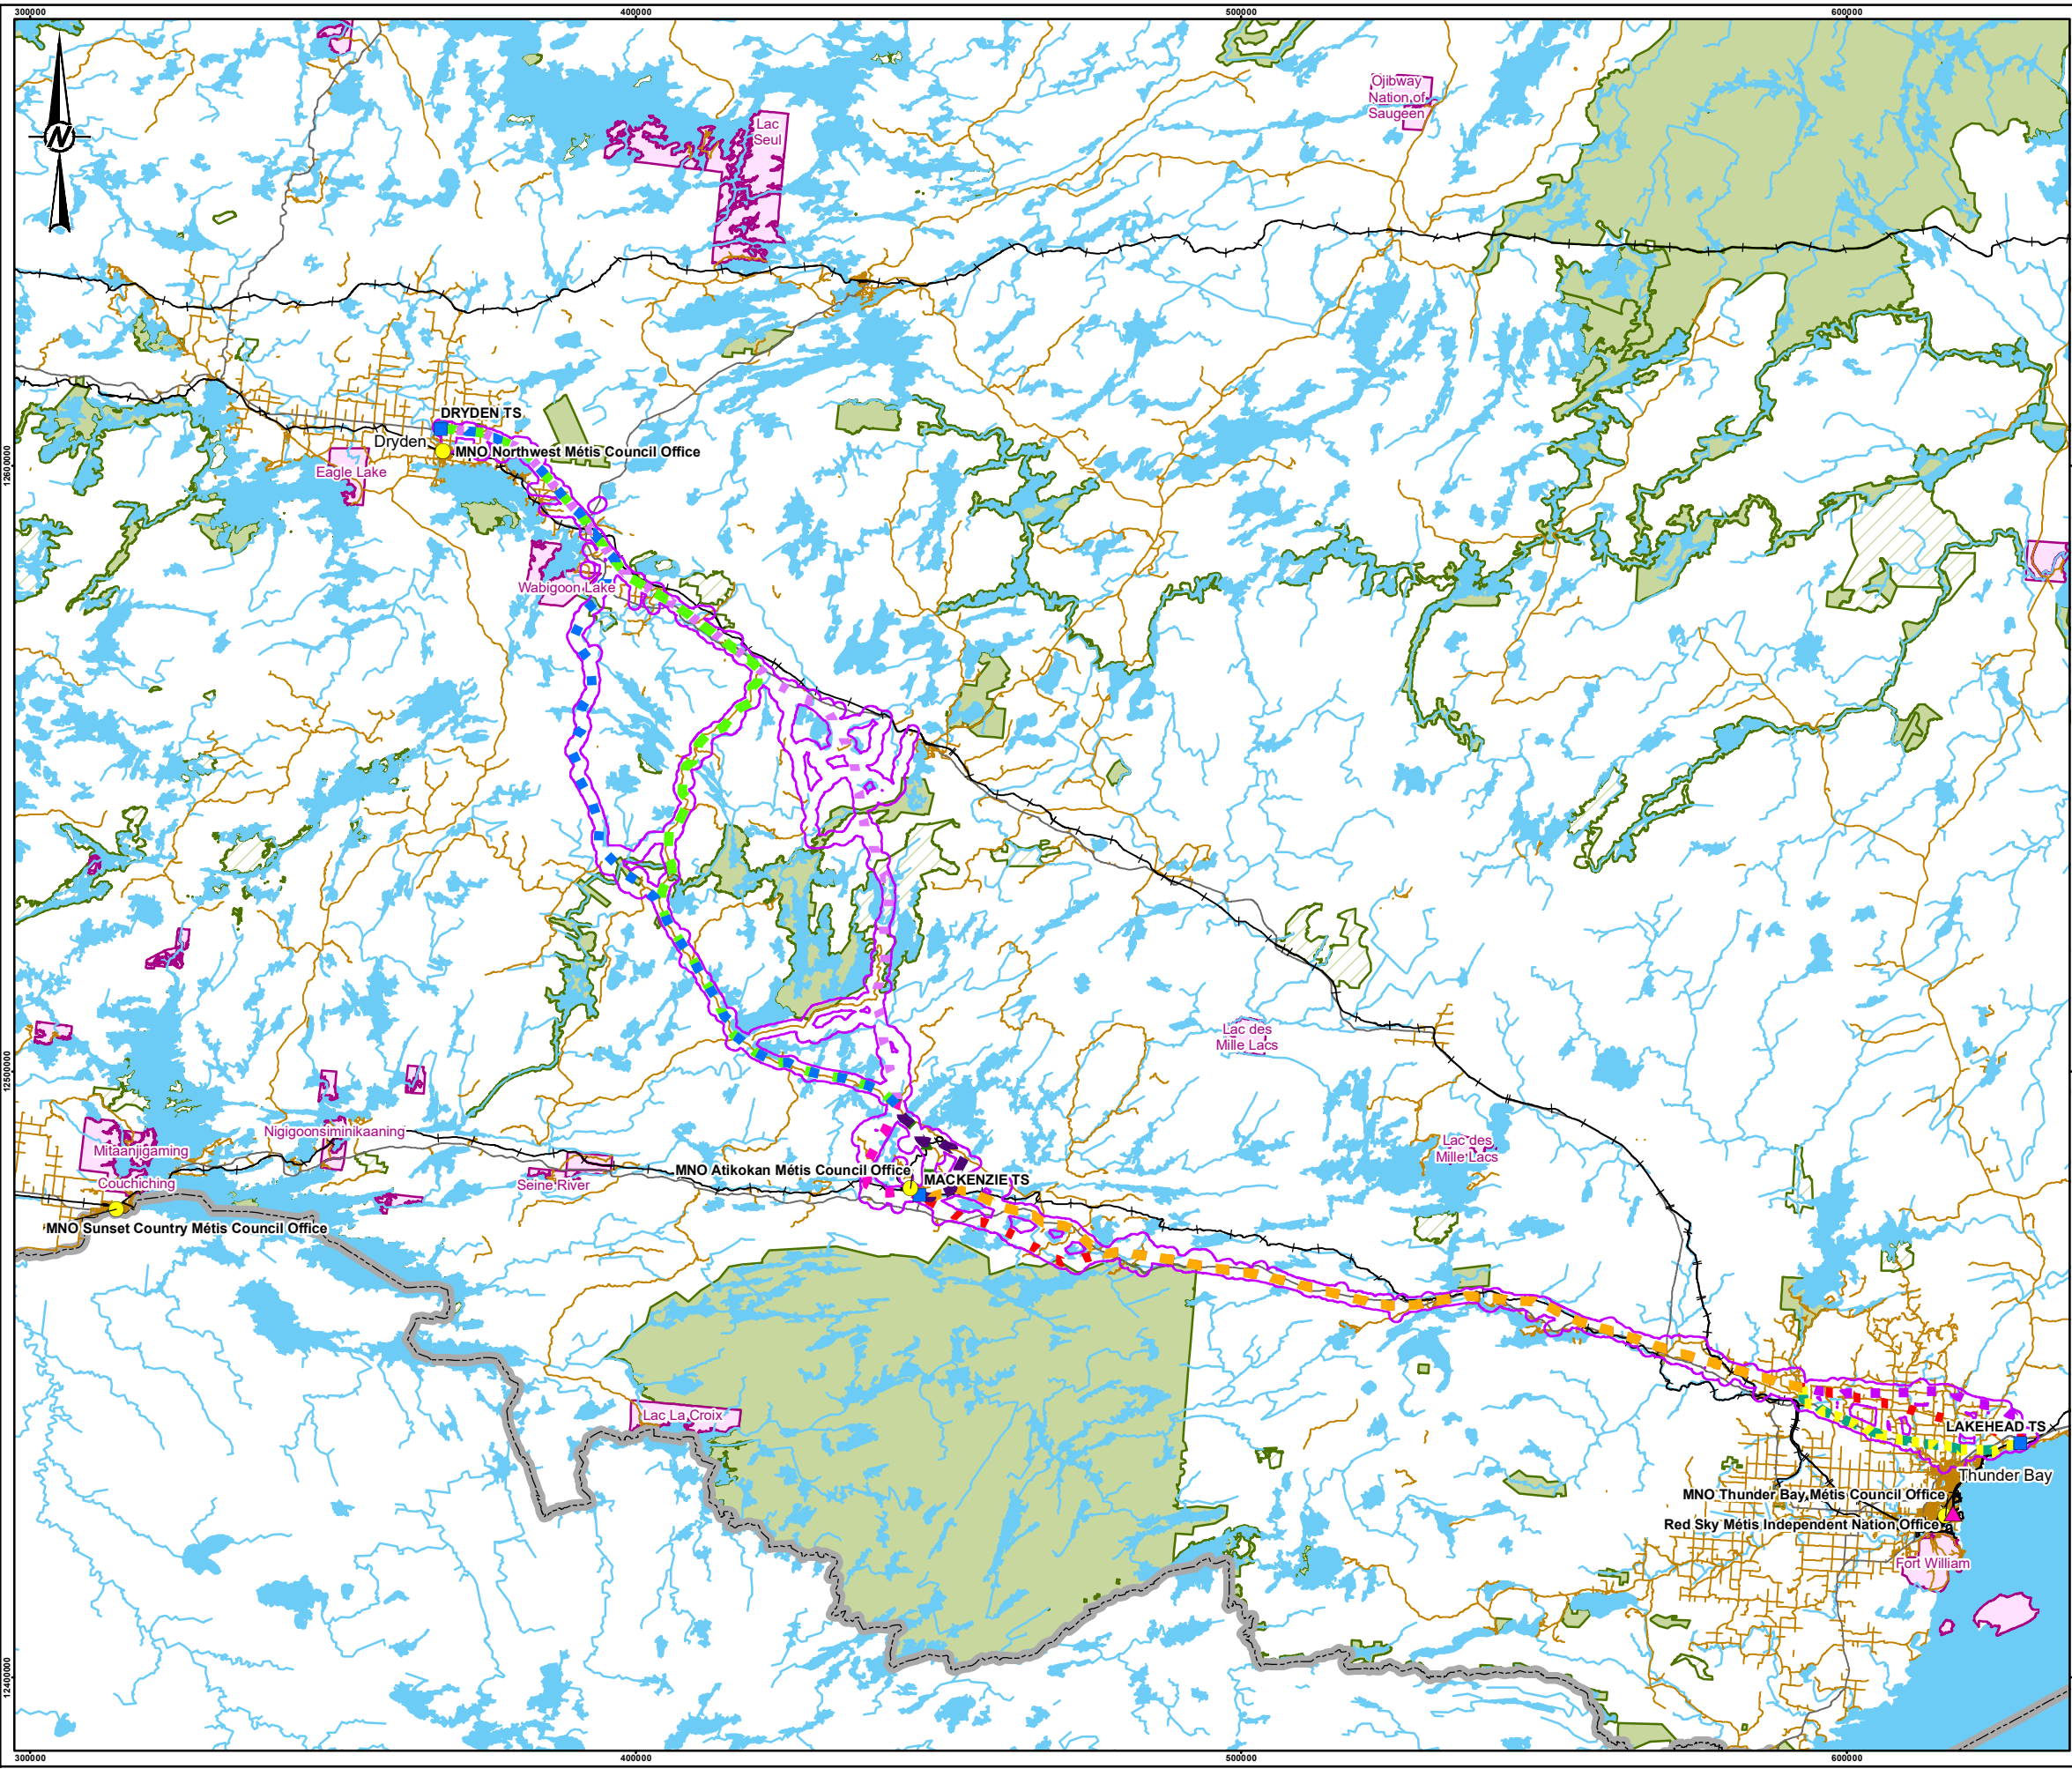 300000
400000
500000
600000
N
Ojibway
Nation of
Saugeen
Lac
Seul
DRYDEN TS
Dryden
MNO Northwest Métis Council Office
12600000
Eagle Lake
Wabigoon Lake
Lac des
Mille Lacs
12500000
Nigigoonsiminikaaning
Mitaanjigaming
Lac des
Mille Lacs
MNO Atikokan Métis Council Office
MACKENZIE TS
Couchiching
Seine River
MNO Sunset Country Métis Council Office
Lac La Croix
LAKEHEAD TS
Thunder Bay
MNO Thunder Bay Métis Council Office
Red Sky Métis Independent Nation Office
Fort William
12400000
300000
400000
500000
600000